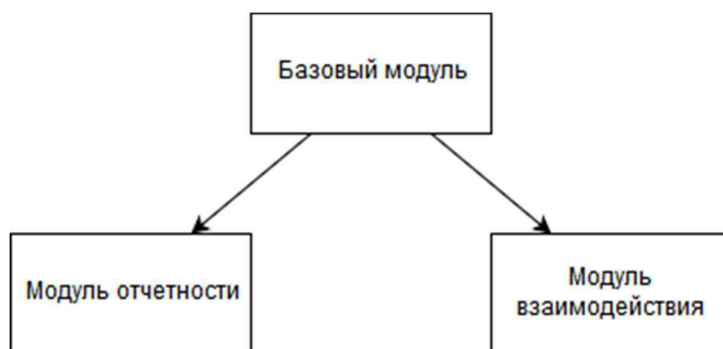 Базовый модуль
Модуль отчетности
Модуль
взаимодействия